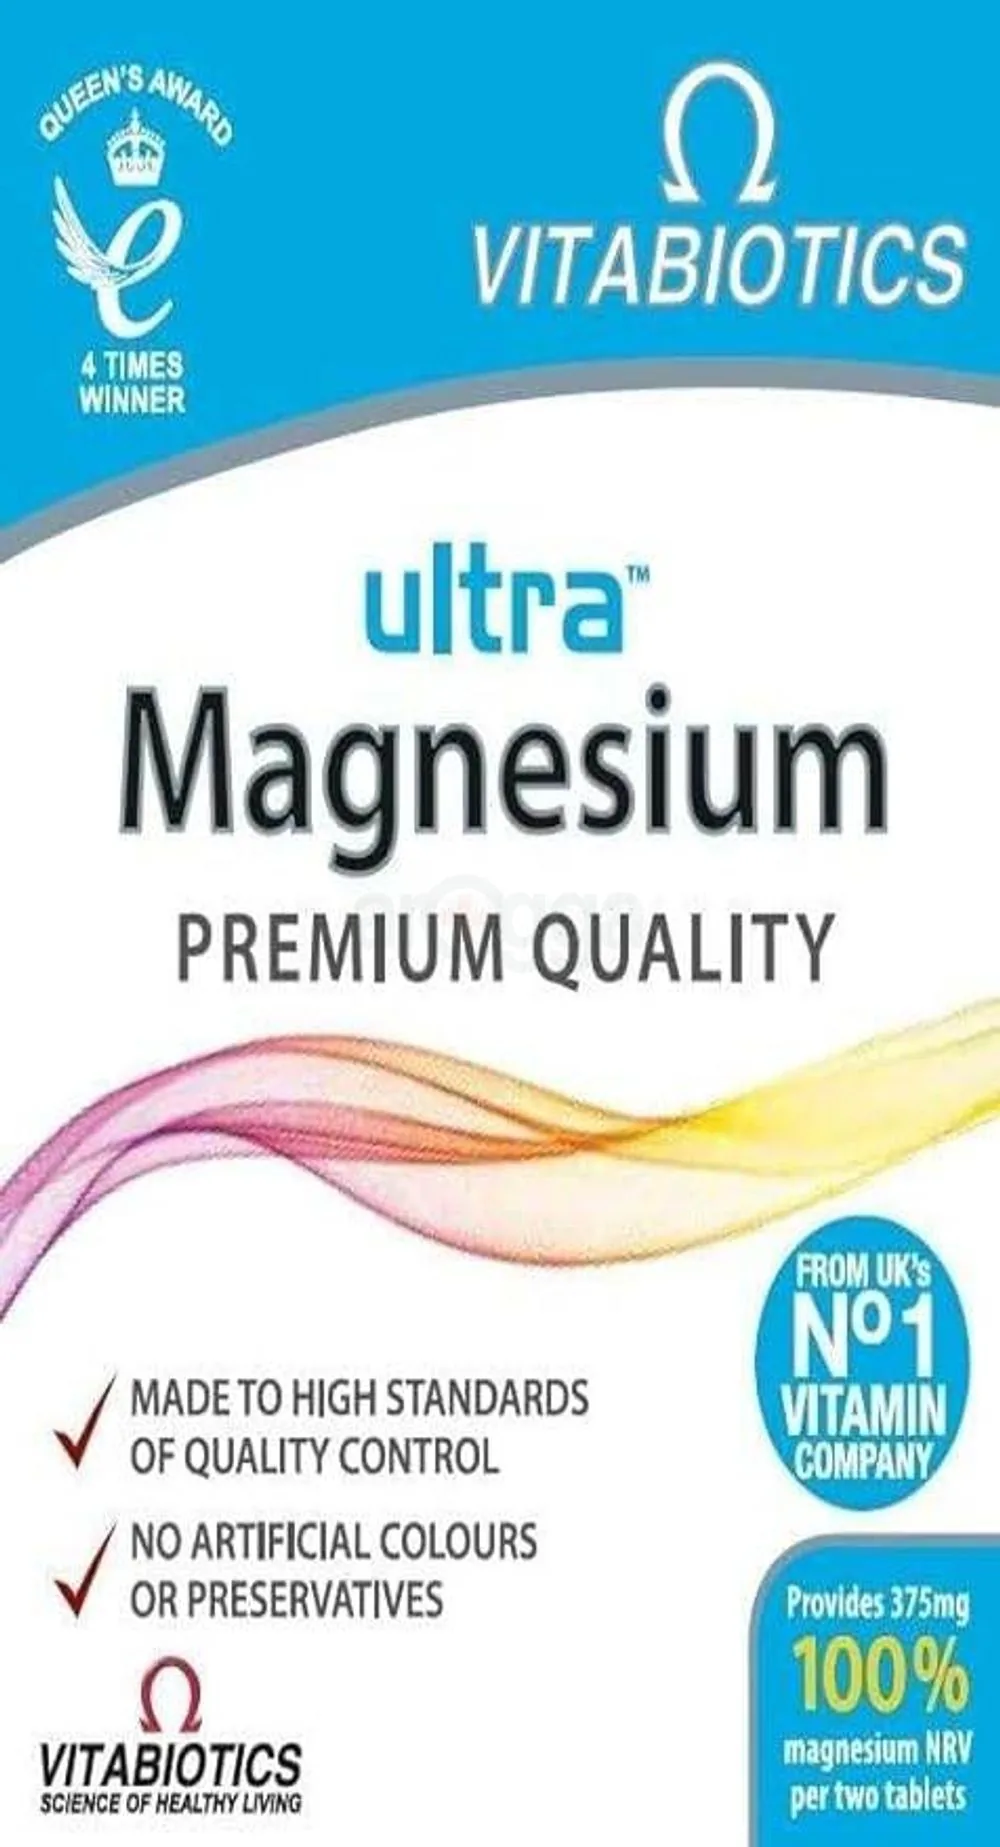 QUEEN'S AWARD
4 TIMES
WINNER
VITABIOTICS
ultra™
Magnesium
PREMIUM QUALITY
arogga
FROM UK's
Nº1
VITAMIN
COMPANY
MADE TO HIGH STANDARDS
OF QUALITY CONTROL
NO ARTIFICIAL COLOURS
OR PRESERVATIVES
Provides 375mg
100%
magnesium NRV
per two tablets
VITABIOTICS
SCIENCE OF HEALTHY LIVING